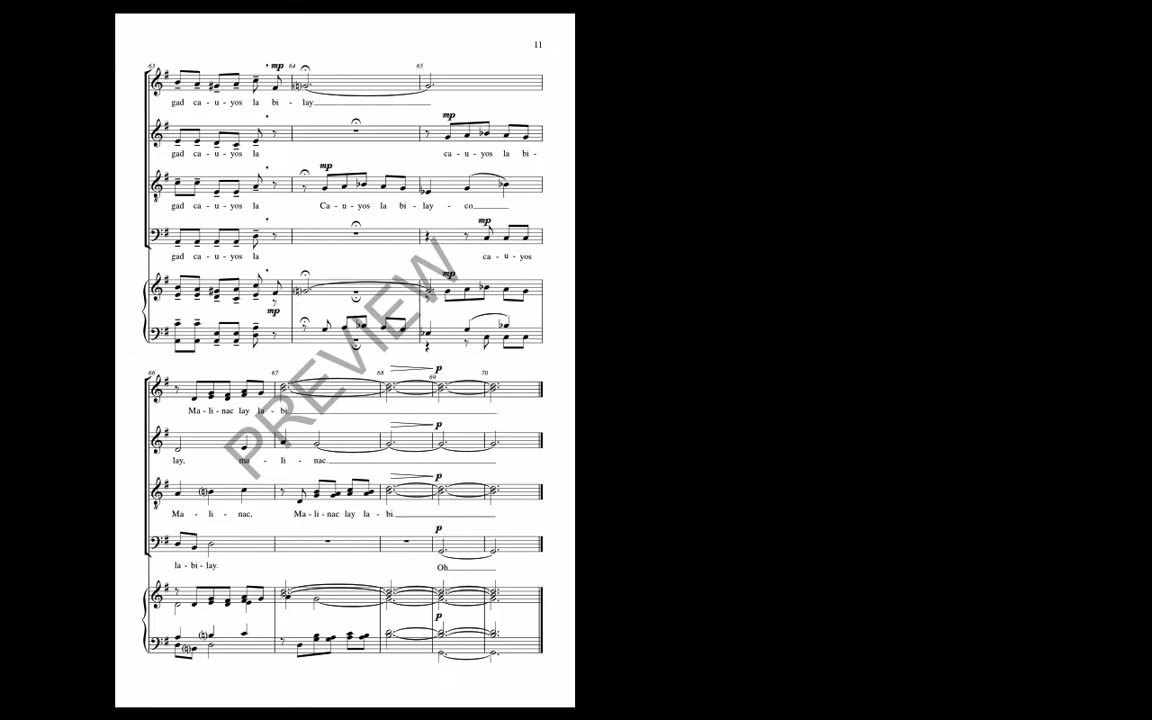 11
63 mp 64 65
gad ca - u - yos la bi - lay
mp
gad ca - u - yos la ca - u - yos la bi -
mp
gad ca - u - yos la Ca - u - yos la bi - lay - co
mp
gad ca - u - yos la ca - u - yos
mp
mp
PREVIEW
66 67 68 69 70
p
Ma - li - nac lay la - bi.
p
lay, ma - li - nac.
p
Ma - li - nac, Ma - li - nac lay la - bi.
p
la - bi - lay. Oh
p